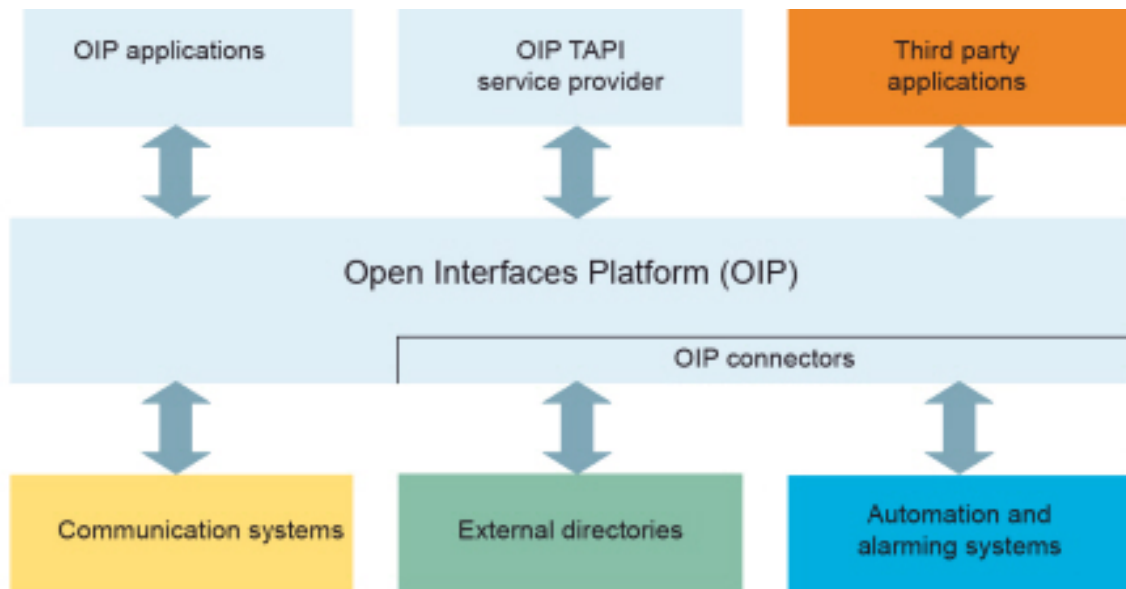 OIP applications
OIP TAPI
service provider
Third party
applications
Open Interfaces Platform (OIP)
OIP connectors
Communication systems
External directories
Automation and
alarming systems